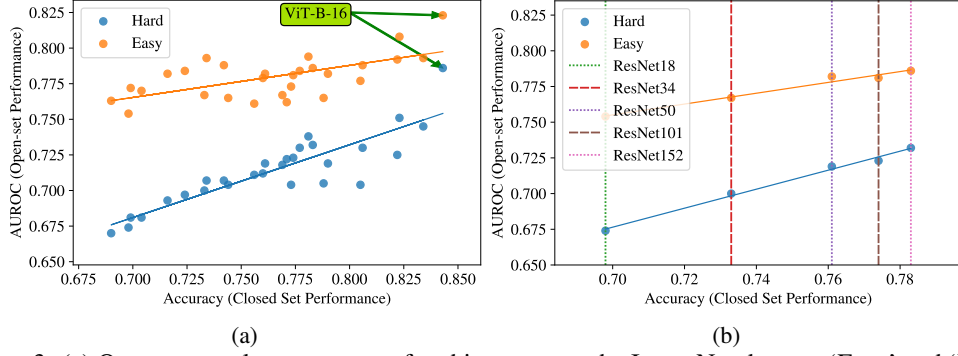 0.825
0.800
0.775
0.750
0.725
0.700
0.675
0.650
AUROC (Open-set Performance)
Hard
Easy
ViT-B-16
0.675 0.700 0.725 0.750 0.775 0.800 0.825 0.850
Accuracy (Closed Set Performance)
(a)
0.825
0.800
0.775
0.750
0.725
0.700
0.675
0.650
AUROC (Open-set Performance)
Hard
Easy
ResNet18
ResNet34
ResNet50
ResNet101
ResNet152
0.70 0.72 0.74 0.76 0.78
Accuracy (Closed Set Performance)
(b)